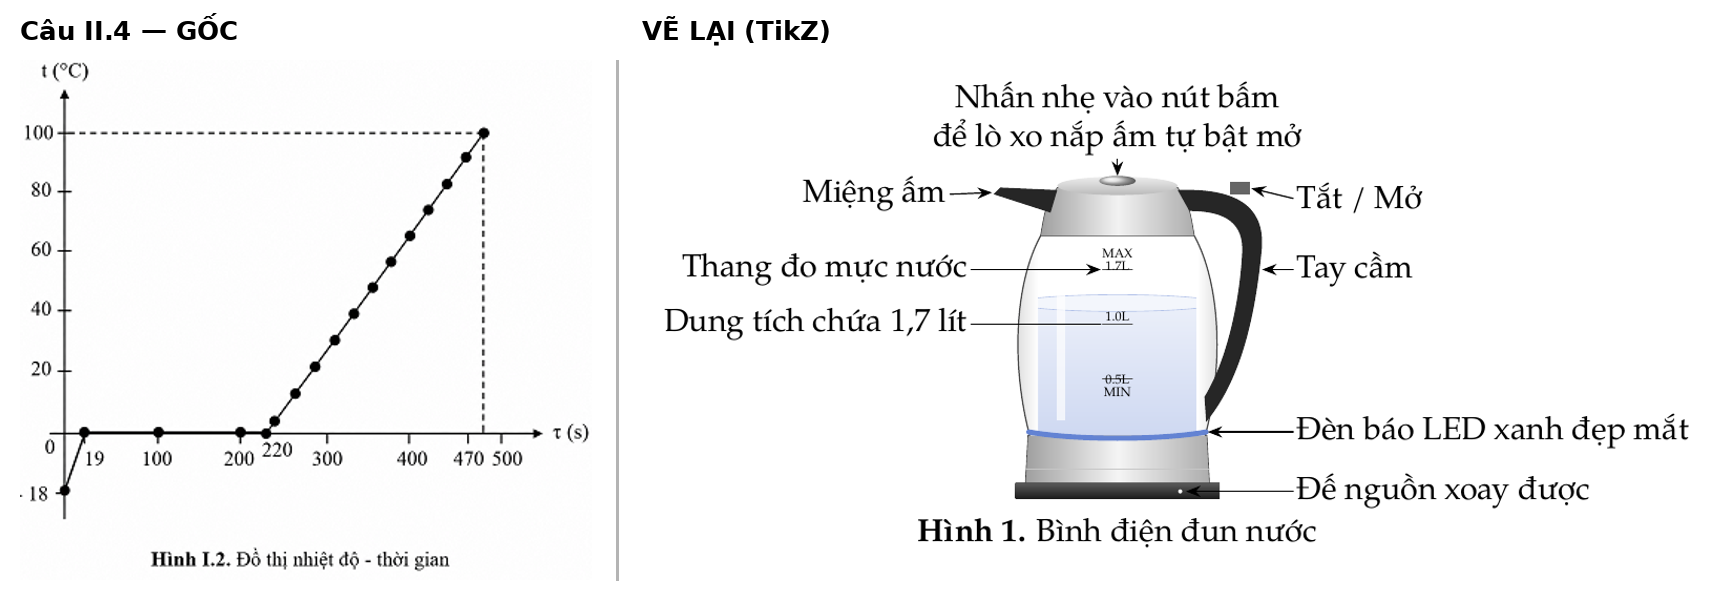 Câu II.4 — GỐC
t (°C)
100
80
60
40
20
0
- 18
19
100
200
220
300
400
470
500
τ (s)
Hình I.2. Đồ thị nhiệt độ - thời gian
VẼ LẠI (TikZ)
Nhấn nhẹ vào nút bấm
để lò xo nắp ấm tự bật mở
Miệng ấm
Tắt / Mở
MAX
1.7L
Thang đo mực nước
Tay cầm
1.0L
Dung tích chứa 1,7 lít
0.5L
MIN
Đèn báo LED xanh đẹp mắt
Đế nguồn xoay được
Hình 1. Bình điện đun nước